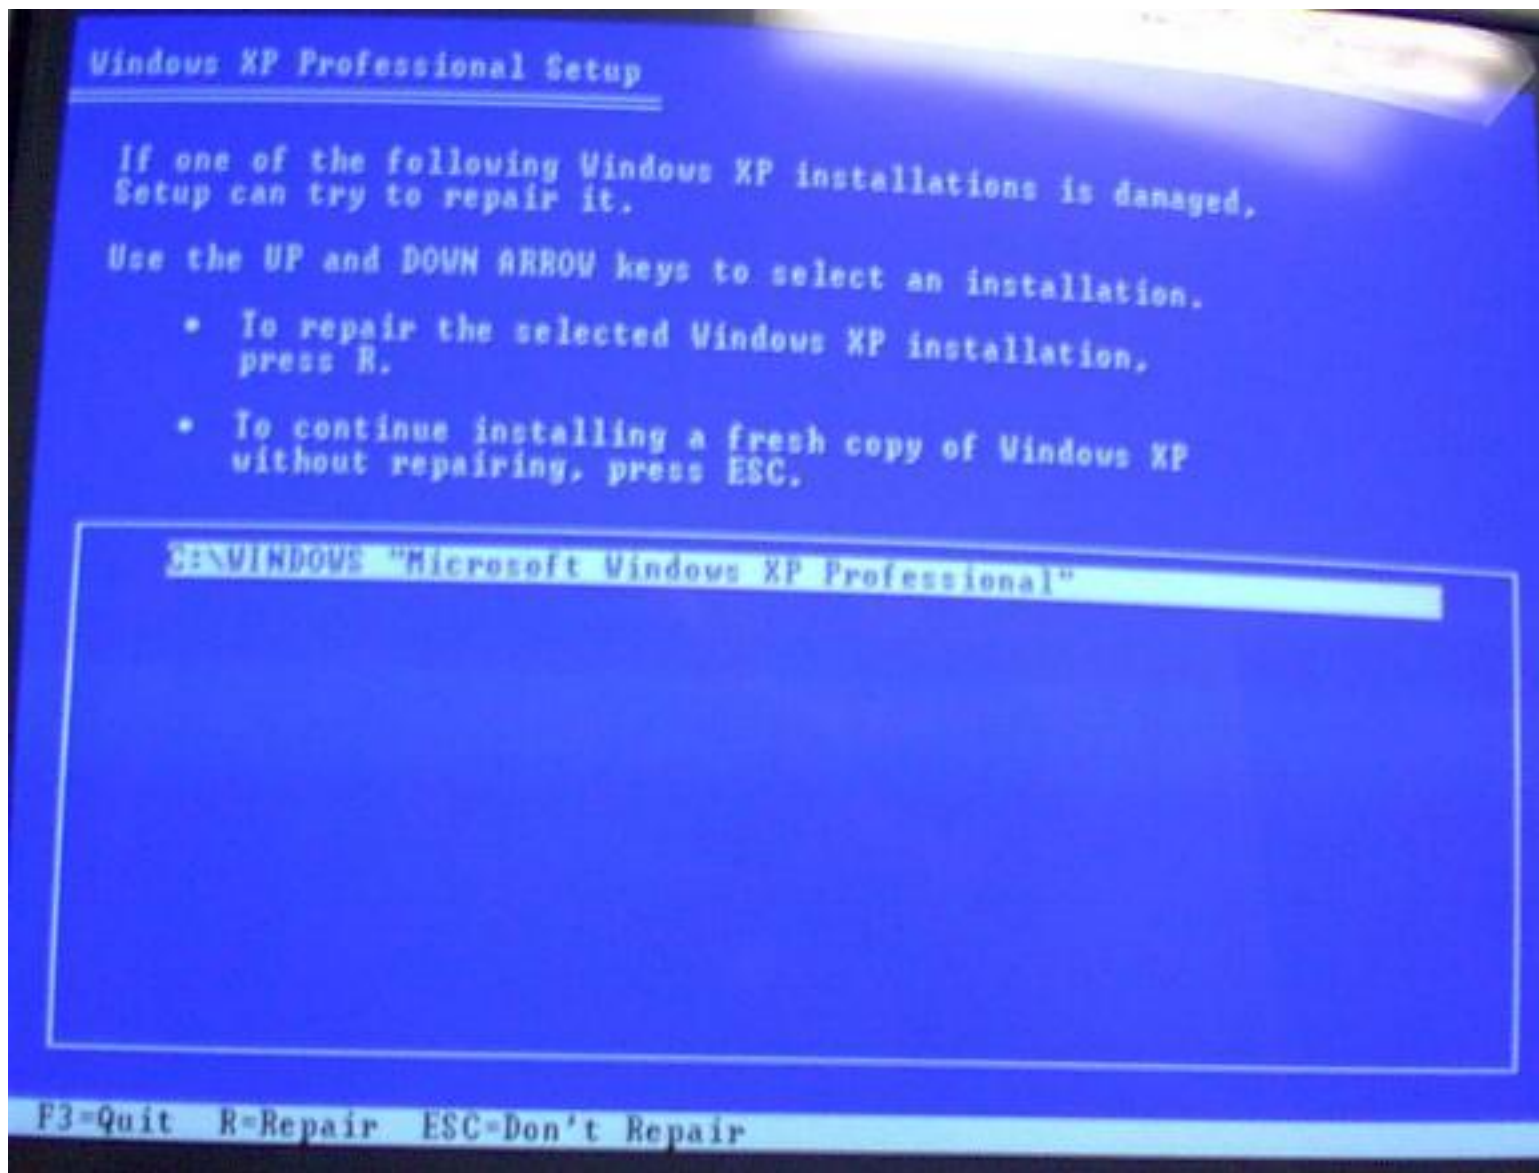 Windows XP Professional Setup
If one of the following Windows XP installations is damaged,
Setup can try to repair it.
Use the UP and DOWN ARROW keys to select an installation.
• To repair the selected Windows XP installation,
press R.
• To continue installing a fresh copy of Windows XP
without repairing, press ESC.
C:\WINDOWS "Microsoft Windows XP Professional"
F3=Quit R=Repair ESC=Don't Repair